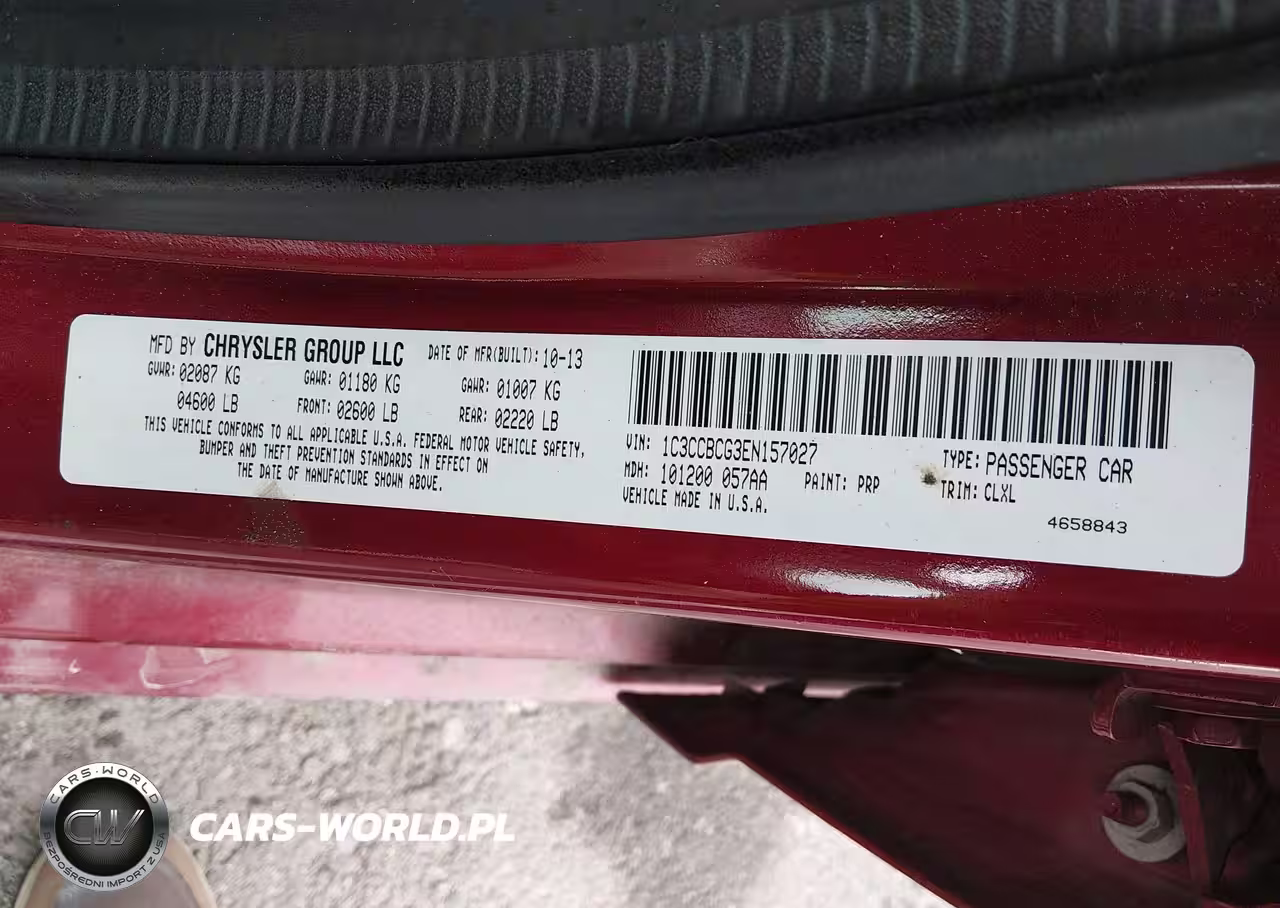 MFD BY CHRYSLER GROUP LLC DATE OF MFR(BUILT): 10-13
GVWR: 02087 KG GAWR: 01180 KG GAWR: 01007 KG
04600 LB FRONT: 02600 LB REAR: 02220 LB
THIS VEHICLE CONFORMS TO ALL APPLICABLE U.S.A. FEDERAL MOTOR VEHICLE SAFETY,
BUMPER AND THEFT PREVENTION STANDARDS IN EFFECT ON
THE DATE OF MANUFACTURE SHOWN ABOVE.
VIN: 1C3CCBCG3EN157027 TYPE: PASSENGER CAR
MDH: 101200 057AA PAINT: PRP TRIM: CLXL
VEHICLE MADE IN U.S.A.
4658843
CARS-WORLD
CW
BEZPOŚREDNI IMPORT Z USA
CARS-WORLD.PL